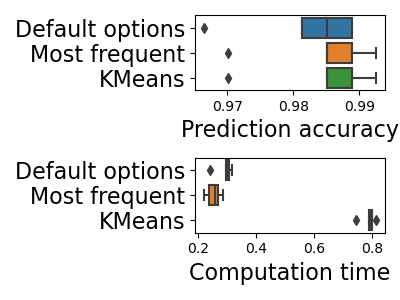 Default options
Most frequent
KMeans
0.97 0.98 0.99
Prediction accuracy
Default options
Most frequent
KMeans
0.2 0.4 0.6 0.8
Computation time